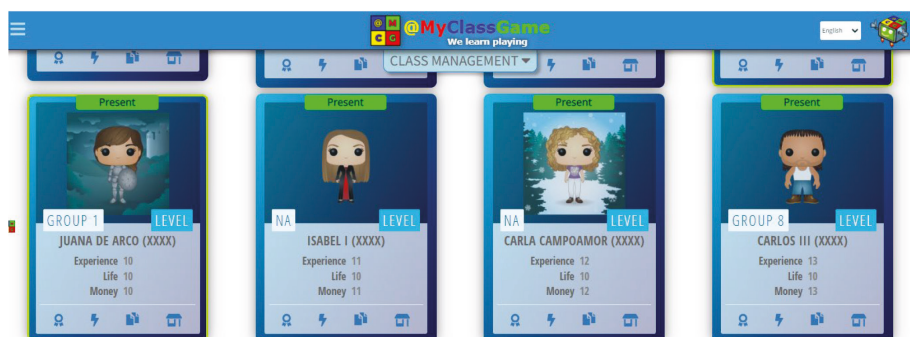 @ M
C G
@MyClassGame
We learn playing
English
CLASS MANAGEMENT
Present
GROUP 1
LEVEL
JUANA DE ARCO (XXXX)
Experience 10
Life 10
Money 10
Present
NA
LEVEL
ISABEL I (XXXX)
Experience 11
Life 10
Money 11
Present
NA
LEVEL
CARLA CAMPOAMOR (XXXX)
Experience 12
Life 10
Money 12
Present
GROUP 8
LEVEL
CARLOS III (XXXX)
Experience 13
Life 10
Money 13